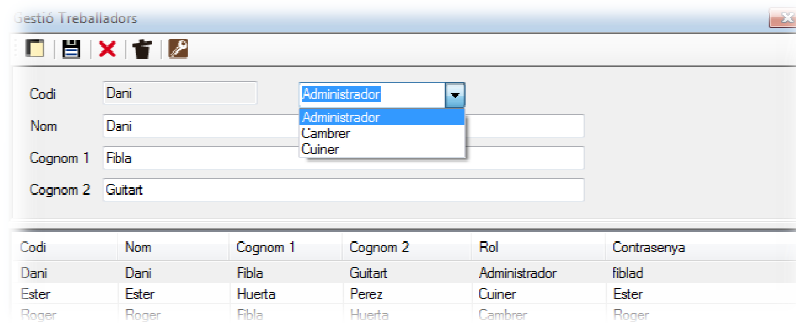 Gestió Treballadors
Codi Dani Administrador
Administrador
Nom Dani Cambrer
Cuiner
Cognom 1 Fibla
Cognom 2 Guitart
Codi Nom Cognom 1 Cognom 2 Rol Contrasenya
Dani Dani Fibla Guitart Administrador fiblad
Ester Ester Huerta Perez Cuiner Ester
Roger Roger Fibla Huerta Cambrer Roger